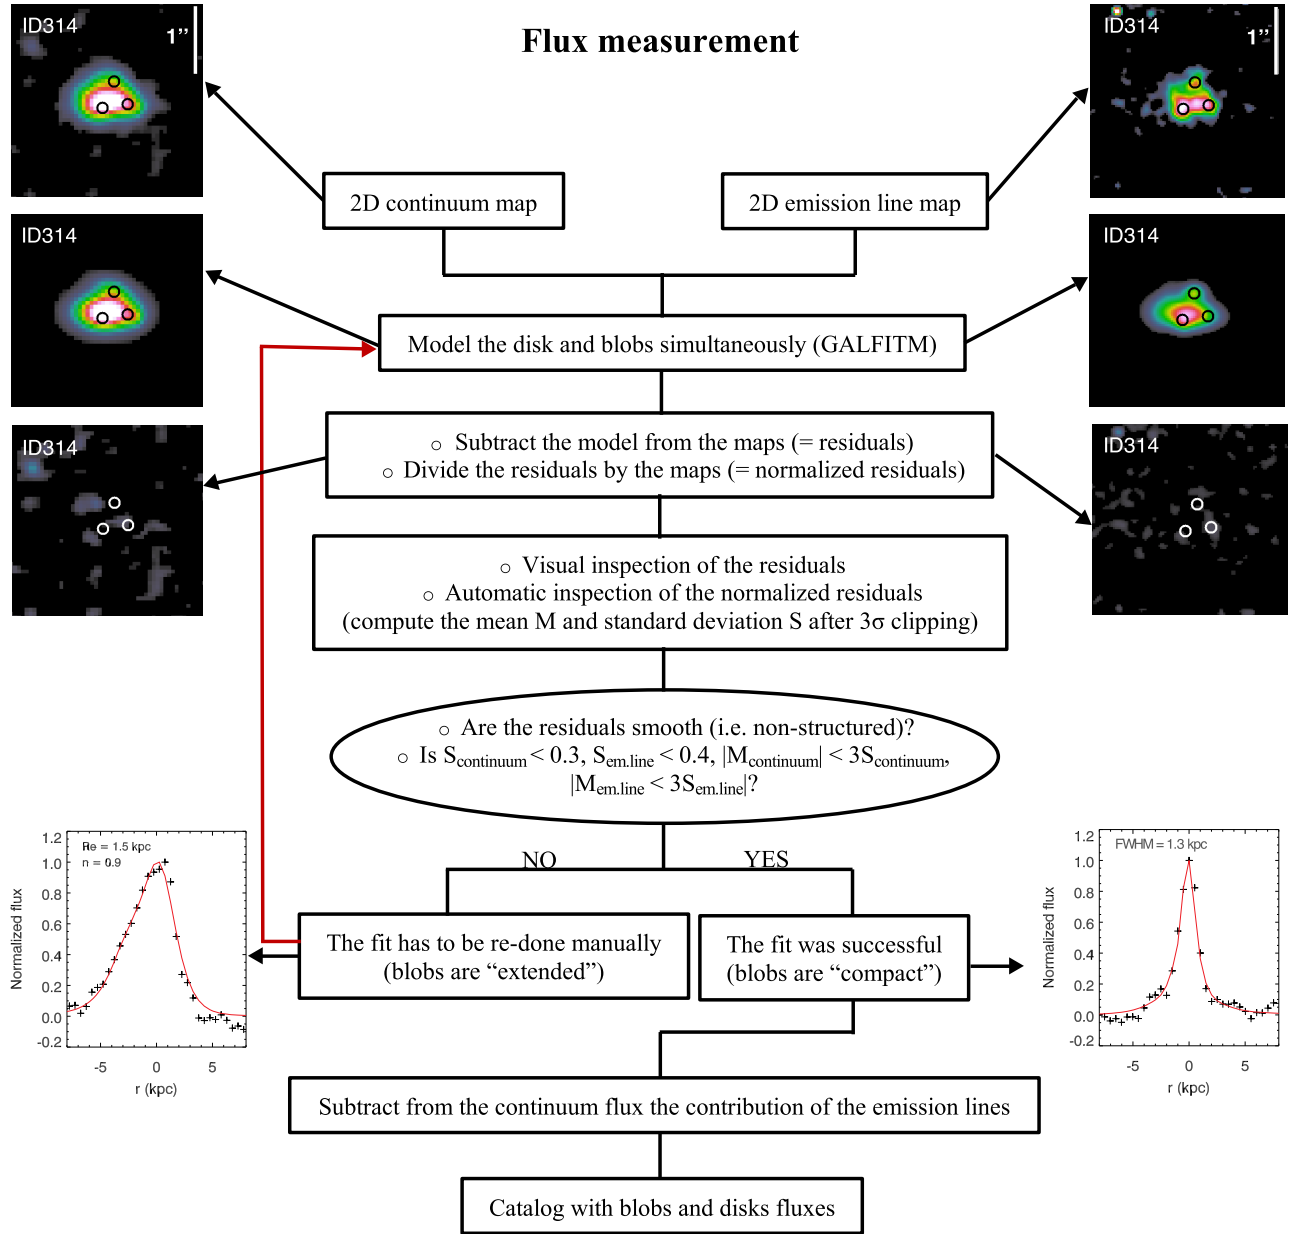 Flux measurement
ID314
1”
ID314
1”
2D continuum map
2D emission line map
ID314
ID314
Model the disk and blobs simultaneously (GALFITM)
ID314
ID314
○ Subtract the model from the maps (= residuals)
○ Divide the residuals by the maps (= normalized residuals)
○ Visual inspection of the residuals
○ Automatic inspection of the normalized residuals
(compute the mean M and standard deviation S after 3σ clipping)
○ Are the residuals smooth (i.e. non-structured)?
○ Is Scontinuum < 0.3, Sem.line < 0.4, |Mcontinuum| < 3Scontinuum,
|Mem.line < 3Sem.line|?
NO
YES
The fit has to be re-done manually
(blobs are “extended”)
The fit was successful
(blobs are “compact”)
Re = 1.5 kpc
n = 0.9
Normalized flux
1.2
1.0
0.8
0.6
0.4
0.2
0.0
-0.2
-5
0
5
r (kpc)
FWHM = 1.3 kpc
Normalized flux
1.2
1.0
0.8
0.6
0.4
0.2
0.0
-0.2
-5
0
5
r (kpc)
Subtract from the continuum flux the contribution of the emission lines
Catalog with blobs and disks fluxes